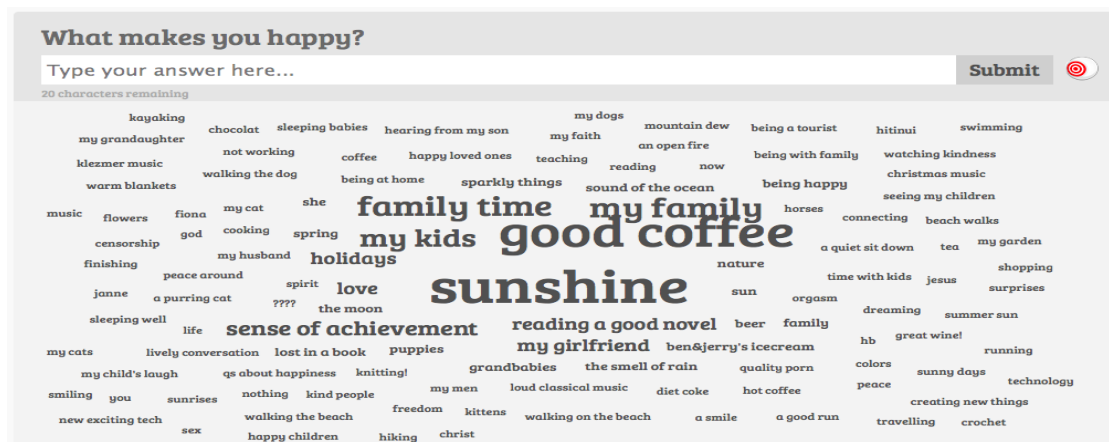 What makes you happy?
Type your answer here... Submit
20 characters remaining
kayaking my dogs
my grandaughter chocolat sleeping babies hearing from my son my faith mountain dew being a tourist hitinui swimming
an open fire
klezmer music not working coffee happy loved ones teaching reading now being with family watching kindness
warm blankets walking the dog being at home sparkly things sound of the ocean being happy christmas music
seeing my children
music flowers fiona my cat she family time my family horses connecting beach walks
censorship god cooking spring my kids good coffee a quiet sit down tea my garden
finishing my husband holidays nature shopping
peace around spirit love sunshine sun time with kids jesus surprises
janne a purring cat ???? the moon orgasm dreaming summer sun
sleeping well life sense of achievement reading a good novel beer family hb great wine!
my cats lively conversation lost in a book puppies my girlfriend ben&jerry's icecream running
my child's laugh qs about happiness knitting! grandbabies the smell of rain quality porn colors sunny days technology
smiling you sunrises nothing kind people my men loud classical music diet coke hot coffee peace creating new things
new exciting tech walking the beach freedom kittens walking on the beach a smile a good run travelling crochet
sex happy children hiking christ